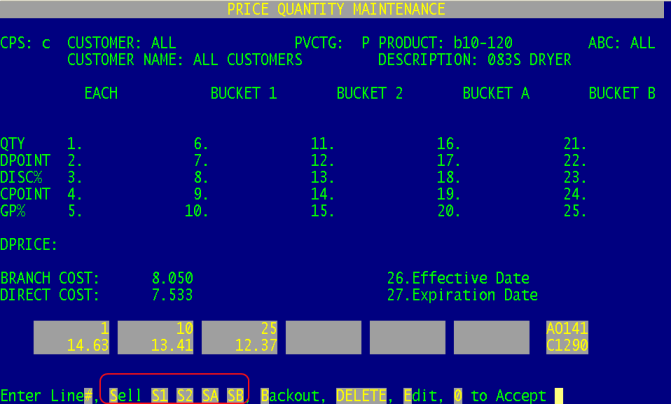 PRICE QUANTITY MAINTENANCE
CPS: c CUSTOMER: ALL PVCTG: P PRODUCT: b10-120 ABC: ALL
CUSTOMER NAME: ALL CUSTOMERS DESCRIPTION: 083S DRYER
EACH BUCKET 1 BUCKET 2 BUCKET A BUCKET B
QTY 1. 6. 11. 16. 21.
DPOINT 2. 7. 12. 17. 22.
DISC% 3. 8. 13. 18. 23.
CPOINT 4. 9. 14. 19. 24.
GP% 5. 10. 15. 20. 25.
DPRICE:
BRANCH COST: 8.050 26.Effective Date
DIRECT COST: 7.533 27.Expiration Date
1 10 25 AO141
14.63 13.41 12.37 C1290
Enter Line#, Sell S1 S2 SA SB, Backout, DELETE, Edit, 0 to Accept